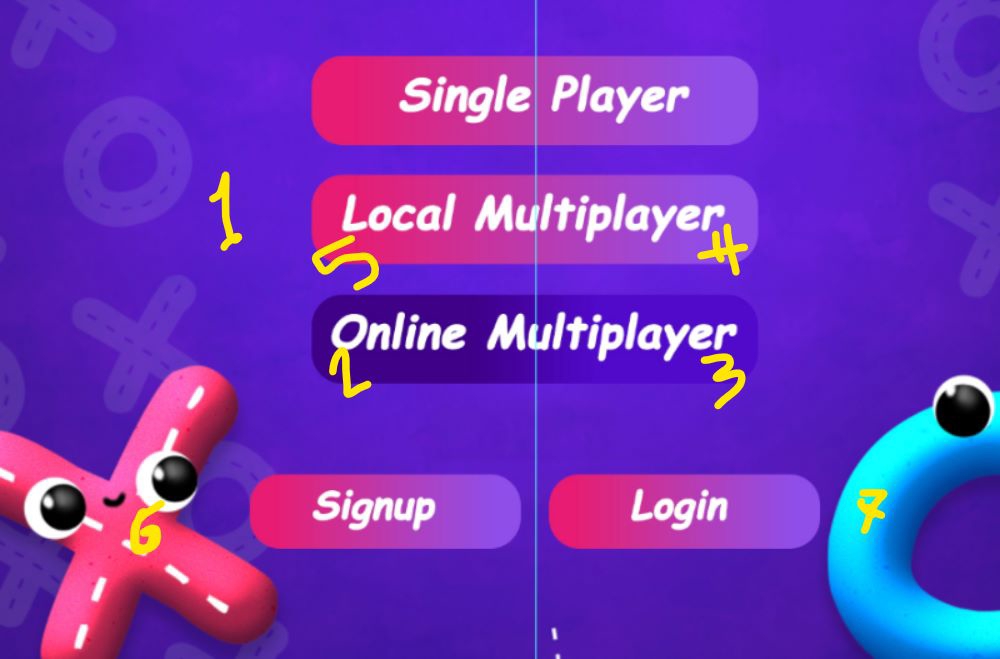 Single Player
1
Local Multiplayer
5 4
Online Multiplayer
2 3
Signup Login
6 7